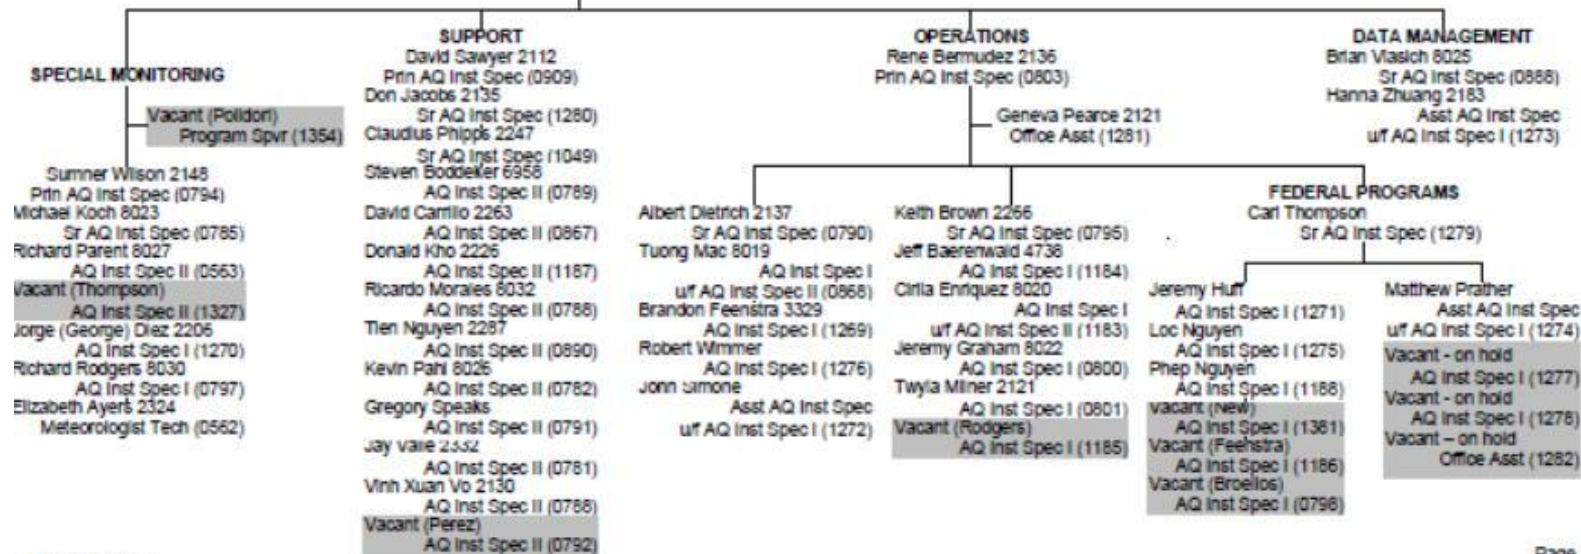 SPECIAL MONITORING
Vacant (Polidori)
Program Spvr (1354)
Sumner Wilson 2148
Prin AQ Inst Spec (0794)
Michael Koch 8023
Sr AQ Inst Spec (0785)
Richard Parent 8027
AQ Inst Spec II (0563)
Vacant (Thompson)
AQ Inst Spec II (1327)
Jorge (George) Diez 2206
AQ Inst Spec I (1270)
Richard Rodgers 8030
AQ Inst Spec I (0797)
Elizabeth Ayers 2324
Meteorologist Tech (0562)
SUPPORT
David Sawyer 2112
Prin AQ Inst Spec (0909)
Don Jacobs 2135
Sr AQ Inst Spec (1280)
Claudius Phipps 2247
Sr AQ Inst Spec (1049)
Steven Boddeker 6958
AQ Inst Spec II (0789)
David Carrillo 2263
AQ Inst Spec II (0867)
Donald Kho 2226
AQ Inst Spec II (1187)
Ricardo Morales 8032
AQ Inst Spec II (0788)
Tien Nguyen 2287
AQ Inst Spec II (0890)
Kevin Pahl 8026
AQ Inst Spec II (0782)
Gregory Speaks
AQ Inst Spec II (0791)
Jay Valle 2332
AQ Inst Spec II (0781)
Vinh Xuan Vo 2130
AQ Inst Spec II (0788)
Vacant (Perez)
AQ Inst Spec II (0792)
OPERATIONS
Rene Bermudez 2136
Prin AQ Inst Spec (0803)
Geneva Pearce 2121
Office Asst (1281)
Albert Dietrich 2137
Sr AQ Inst Spec (0790)
Tuong Mac 8019
AQ Inst Spec I
u/f AQ Inst Spec II (0868)
Brandon Feenstra 3329
AQ Inst Spec I (1269)
Robert Wimmer
AQ Inst Spec I (1276)
John Simone
Asst AQ Inst Spec
u/f AQ Inst Spec I (1272)
Keith Brown 2266
Sr AQ Inst Spec (0795)
Jeff Baerenwald 4738
AQ Inst Spec I (1184)
Cirila Enriquez 8020
AQ Inst Spec I
u/f AQ Inst Spec II (1183)
Jeremy Graham 8022
AQ Inst Spec I (0800)
Twyla Milner 2121
AQ Inst Spec I (0801)
Vacant (Rodgers)
AQ Inst Spec I (1185)
FEDERAL PROGRAMS
Carl Thompson
Sr AQ Inst Spec (1279)
Jeremy Huff
AQ Inst Spec I (1271)
Loc Nguyen
AQ Inst Spec I (1275)
Phep Nguyen
AQ Inst Spec I (1188)
Vacant (New)
AQ Inst Spec I (1381)
Vacant (Feenstra)
AQ Inst Spec I (1186)
Vacant (Broellos)
AQ Inst Spec I (0798)
Matthew Prather
Asst AQ Inst Spec
u/f AQ Inst Spec I (1274)
Vacant - on hold
AQ Inst Spec I (1277)
Vacant - on hold
AQ Inst Spec I (1278)
Vacant – on hold
Office Asst (1282)
DATA MANAGEMENT
Brian Vlasich 8025
Sr AQ Inst Spec (0888)
Hanna Zhuang 2183
Asst AQ Inst Spec
u/f AQ Inst Spec I (1273)
Page